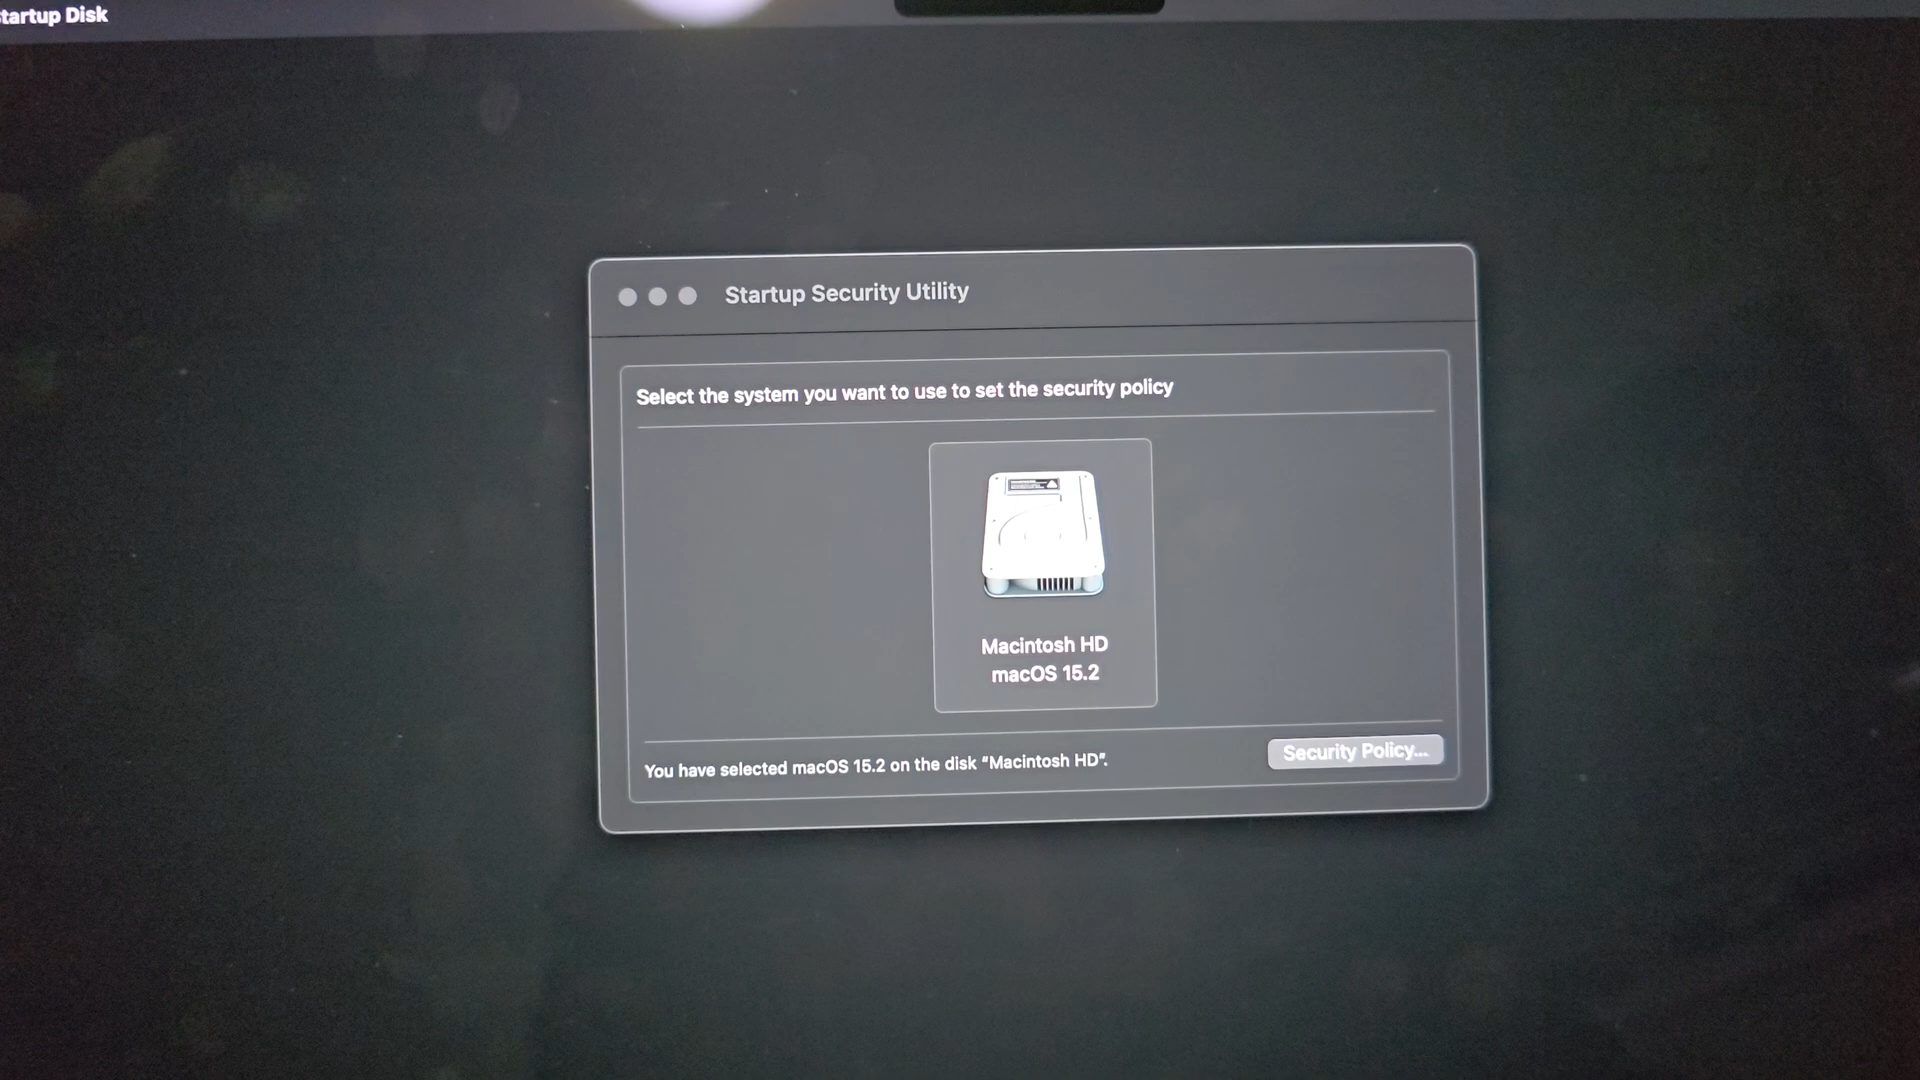 Startup Disk
Startup Security Utility
Select the system you want to use to set the security policy
Macintosh HD
macOS 15.2
You have selected macOS 15.2 on the disk “Macintosh HD”.
Security Policy...